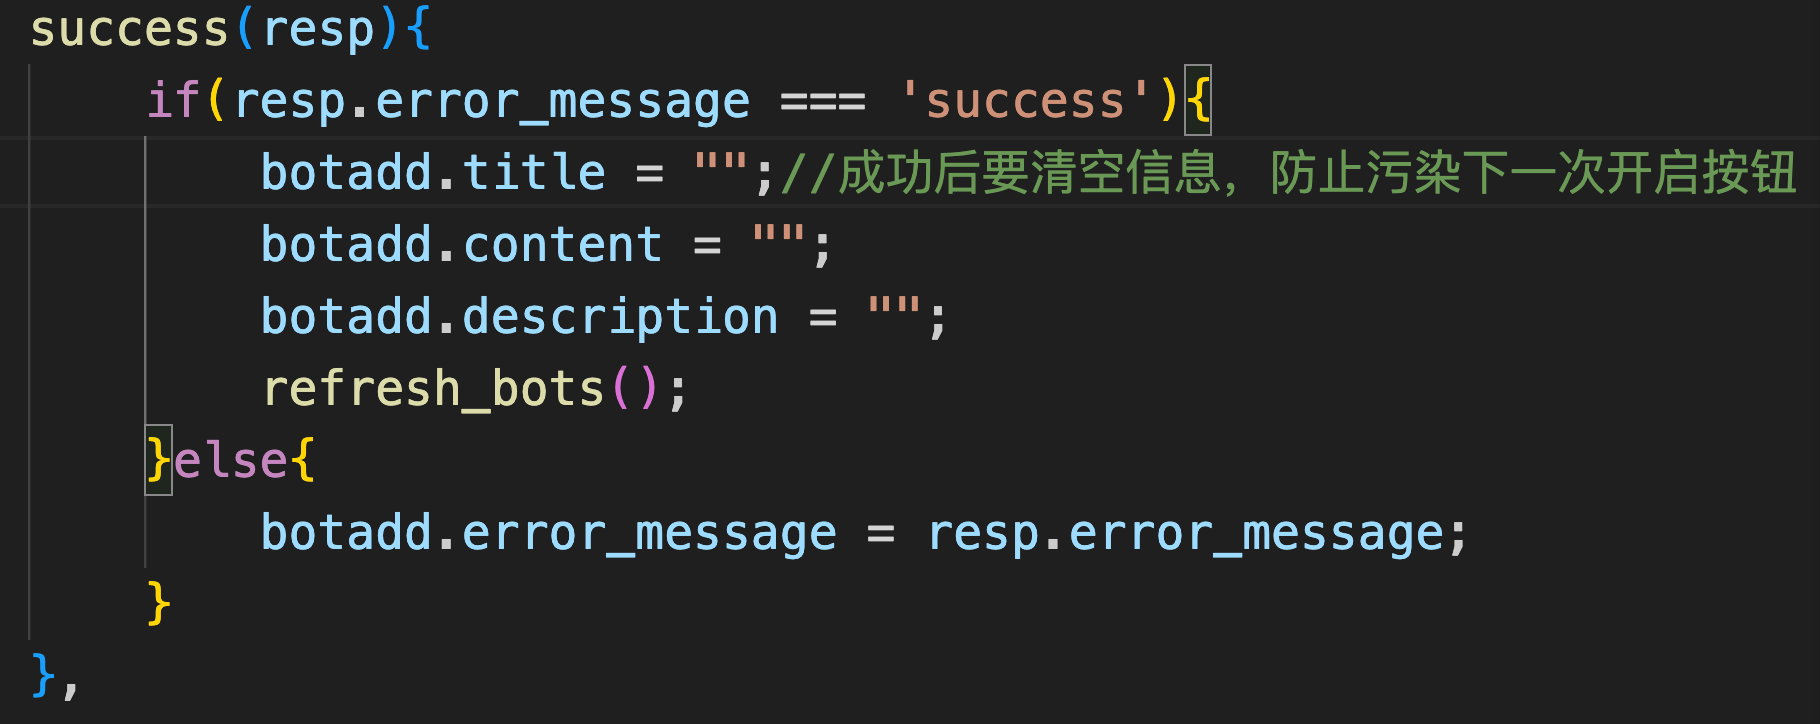 success(resp){
if(resp.error_message === 'success'){
botadd.title = "";//成功后要清空信息，防止污染下一次开启按钮
botadd.content = "";
botadd.description = "";
refresh_bots();
}else{
botadd.error_message = resp.error_message;
}
},